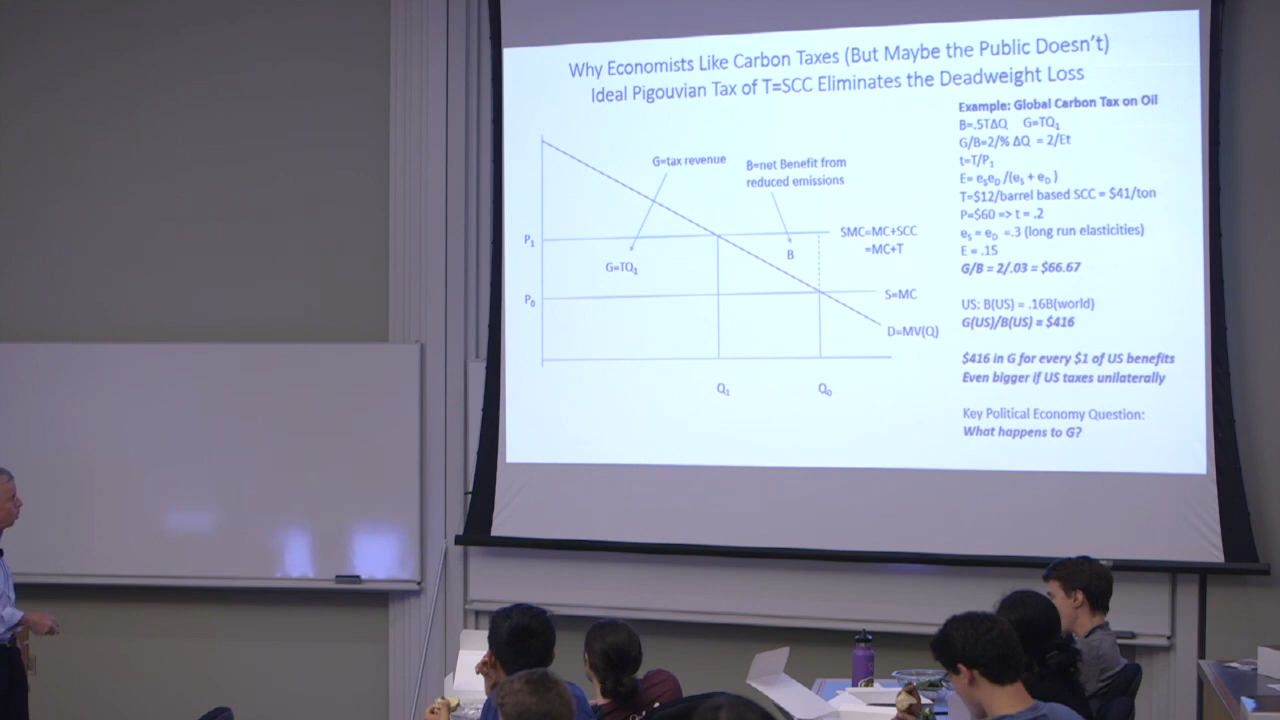 Why Economists Like Carbon Taxes (But Maybe the Public Doesn't)
Ideal Pigouvian Tax of T=SCC Eliminates the Deadweight Loss
G=tax revenue
B=net Benefit from
reduced emissions
P₁
SMC=MC+SCC
=MC+T
B
G=TQ₁
P₀
S=MC
D=MV(Q)
Q₁
Q₀
Example: Global Carbon Tax on Oil
B=.5TΔQ G=TQ₁
G/B=2/% ΔQ = 2/Et
t=T/P₁
E= eₛe_D /(eₛ + e_D )
T=$12/barrel based SCC = $41/ton
P=$60 => t = .2
eₛ = e_D =.3 (long run elasticities)
E = .15
G/B = 2/.03 = $66.67
US: B(US) = .16B(world)
G(US)/B(US) = $416
$416 in G for every $1 of US benefits
Even bigger if US taxes unilaterally
Key Political Economy Question:
What happens to G?